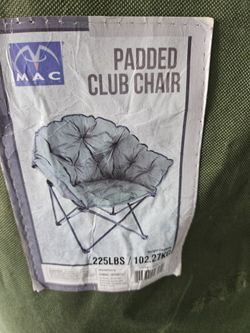 MAC
PADDED
CLUB CHAIR
225LBS / 102.27KG